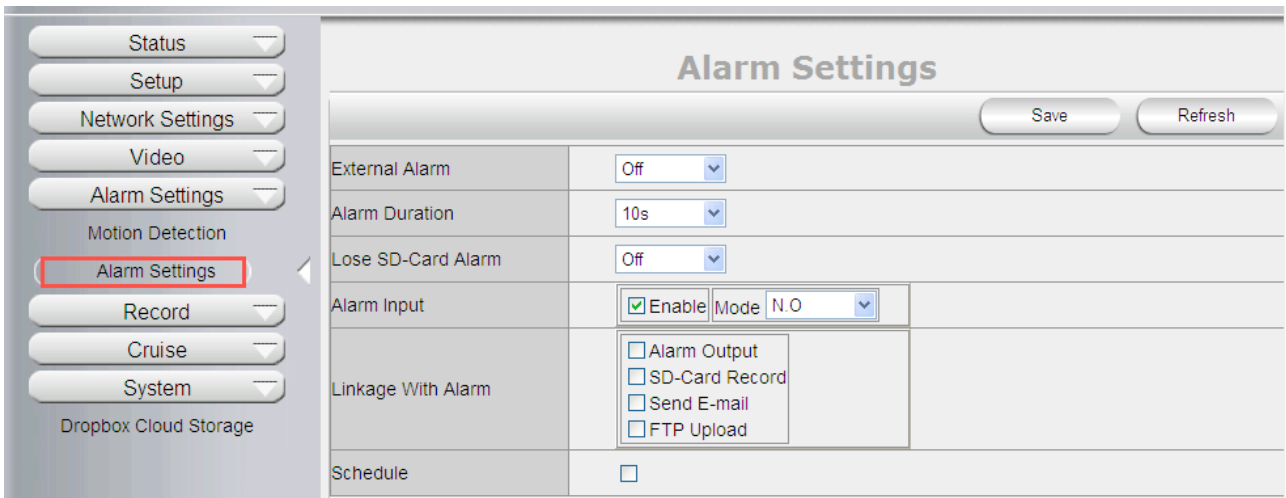 Status
Setup
Network Settings
Video
Alarm Settings
Motion Detection
Alarm Settings
Record
Cruise
System
Dropbox Cloud Storage
Alarm Settings
Save Refresh
External Alarm Off
Alarm Duration 10s
Lose SD-Card Alarm Off
Alarm Input Enable Mode N.O
Linkage With Alarm
Alarm Output
SD-Card Record
Send E-mail
FTP Upload
Schedule